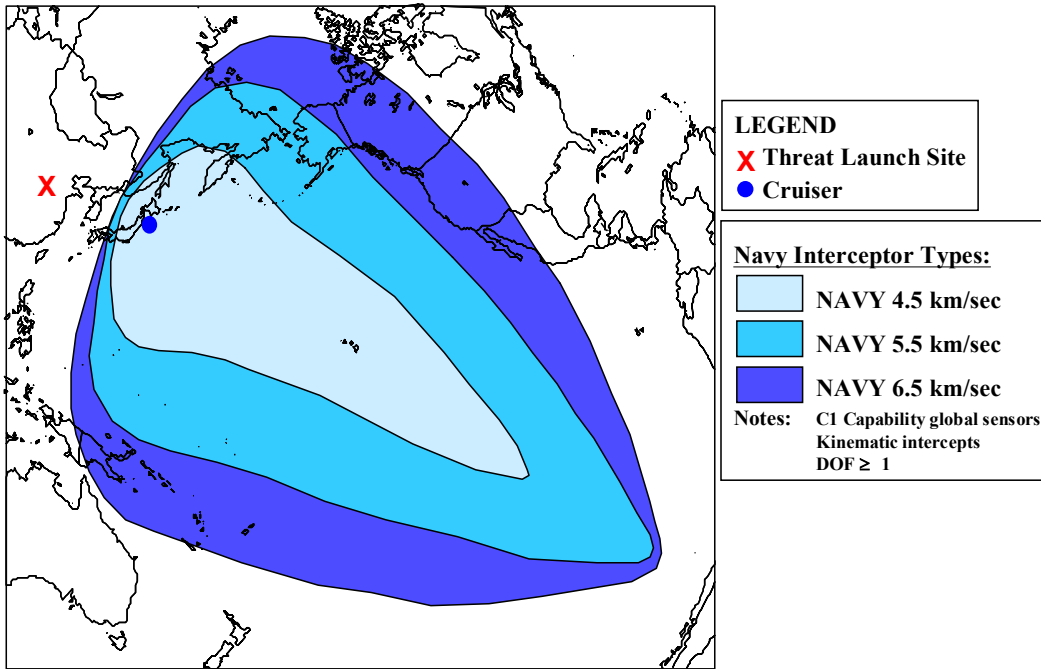 LEGEND
X Threat Launch Site
Cruiser
Navy Interceptor Types:
NAVY 4.5 km/sec
NAVY 5.5 km/sec
NAVY 6.5 km/sec
Notes: C1 Capability global sensors
Kinematic intercepts
DOF ≥ 1
X